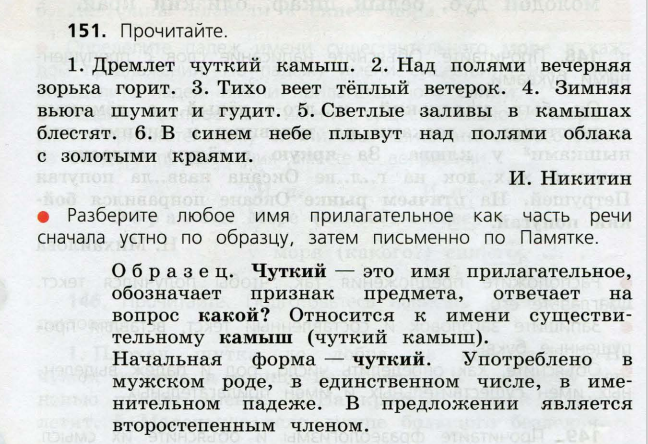 151. Прочитайте.
1. Дремлет чуткий камыш. 2. Над полями вечерняя
зорька горит. 3. Тихо веет тёплый ветерок. 4. Зимняя
вьюга шумит и гудит. 5. Светлые заливы в камышах
блестят. 6. В синем небе плывут над полями облака
с золотыми краями.
И. Никитин
● Разберите любое имя прилагательное как часть речи
сначала устно по образцу, затем письменно по Памятке.
Образец. Чуткий — это имя прилагательное,
обозначает признак предмета, отвечает на
вопрос какой? Относится к имени существи-
тельному камыш (чуткий камыш).
Начальная форма — чуткий. Употреблено в
мужском роде, в единственном числе, в име-
нительном падеже. В предложении является
второстепенным членом.